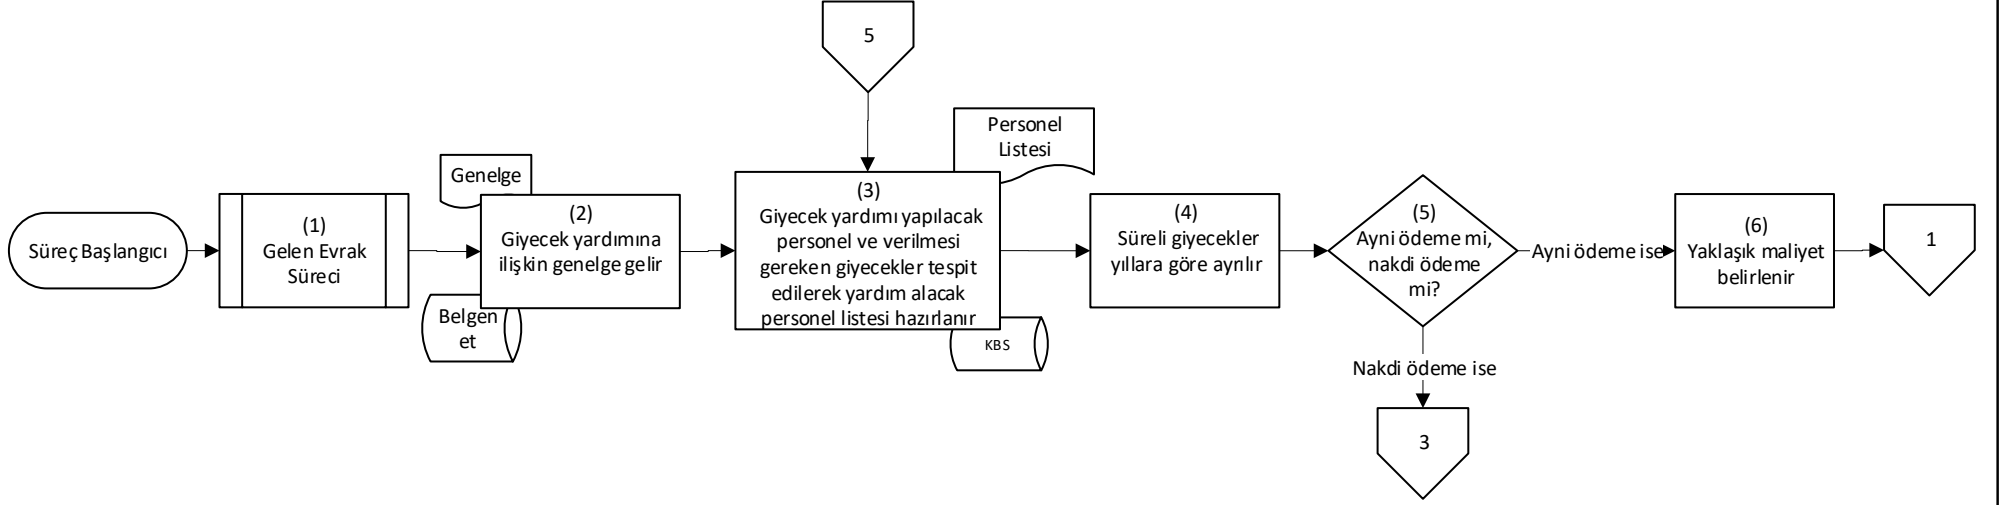 5
Personel
Listesi
Genelge
Süreç Başlangıcı
(1)
Gelen Evrak
Süreci
(2)
Giyecek yardımına
ilişkin genelge gelir
Belgen
et
(3)
Giyecek yardımı yapılacak
personel ve verilmesi
gereken giyecekler tespit
edilerek yardım alacak
personel listesi hazırlanır
KBS
(4)
Süreli giyecekler
yıllara göre ayrılır
(5)
Ayni ödeme mi,
nakdi ödeme
mi?
Ayni ödeme ise
(6)
Yaklaşık maliyet
belirlenir
1
Nakdi ödeme ise
3